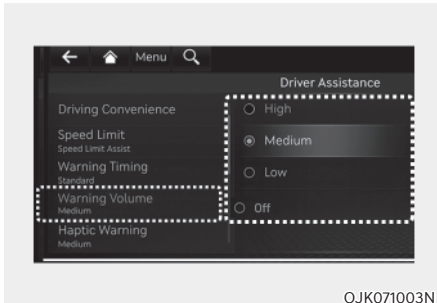 Menu
Driver Assistance
Driving Convenience
Speed Limit
Speed Limit Assist
Warning Timing
Standard
Warning Volume
Medium
Haptic Warning
Medium
High
Medium
Low
Off
OJK071003N